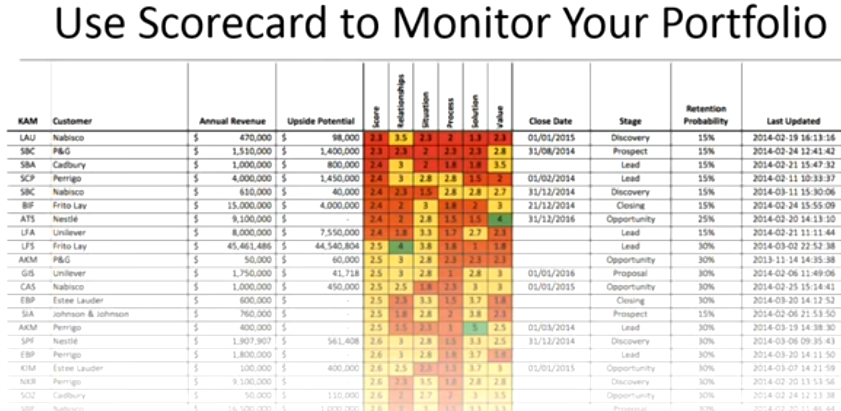 Use Scorecard to Monitor Your Portfolio
KAM Customer Annual Revenue Upside Potential Score Relationships Situation Process Solution Value Close Date Stage Retention Probability Last Updated
LAU Nabisco $ 470,000 $ 98,000 2.3 3.5 2.3 2 1.3 2.3 01/01/2015 Discovery 15% 2014-02-19 16:13:16
SBC P&G $ 1,510,000 $ 1,400,000 2.3 2.3 2 2.3 2.3 2.8 31/08/2014 Prospect 15% 2014-02-24 12:41:42
SBA Cadbury $ 1,000,000 $ 800,000 2.4 3 2 1.8 1.8 3.5 Lead 15% 2014-02-21 15:47:32
SCP Perrigo $ 4,000,000 $ 1,450,000 2.4 3 2.8 2.8 1.5 2 01/02/2014 Lead 15% 2014-02-11 10:33:37
SBC Nabisco $ 610,000 $ 40,000 2.4 2.3 1.5 2.8 2.8 2.7 31/12/2014 Discovery 15% 2014-03-11 15:30:06
BIF Frito Lay $ 15,000,000 $ 4,000,000 2.4 2 3 1.8 2 3 21/12/2014 Closing 15% 2014-02-24 15:55:09
ATS Nestlé $ 9,100,000 $ - 2.4 2 2.8 1.5 1.5 4 31/12/2016 Opportunity 25% 2014-02-20 14:13:10
LFA Unilever $ 8,000,000 $ 7,550,000 2.4 1.8 3.3 1.7 2.7 2.3 Lead 15% 2014-02-21 11:11:44
LFS Frito Lay $ 45,461,486 $ 44,540,804 2.5 4 3.8 1.8 1 1.8 Lead 30% 2014-03-02 22:52:38
AKM P&G $ 50,000 $ 60,000 2.5 3 2.8 2.3 2.3 2.3 Opportunity 30% 2013-11-14 14:35:38
GIS Unilever $ 1,750,000 $ 41,718 2.5 3 2.8 1 2.8 3 01/01/2016 Proposal 30% 2014-02-06 11:49:06
CAS Nabisco $ 1,000,000 $ 450,000 2.5 2.5 1.8 2.3 3 3 01/01/2015 Opportunity 30% 2014-02-25 15:14:41
EBP Estee Lauder $ 600,000 $ - 2.5 2.3 3.3 1.5 3.7 1.8 Closing 30% 2014-03-20 14:12:52
SIA Johnson & Johnson $ 760,000 $ - 2.5 1.8 2.8 2 3.8 2.3 Prospect 15% 2014-02-06 21:53:50
AKM Perrigo $ 400,000 $ - 2.5 1.5 2.3 1 5 2.5 01/03/2014 Lead 30% 2014-03-19 14:38:30
SPF Nestlé $ 1,907,907 $ 561,408 2.6 3 2.8 1.5 3.3 2.5 31/12/2014 Discovery 30% 2014-03-06 09:35:43
EBP Perrigo $ 1,800,000 $ - 2.6 3 2.8 1.8 3.7 1.8 Lead 30% 2014-03-20 14:11:50
KIM Estee Lauder $ 100,000 $ 400,000 2.6 2.5 2.3 3.7 3 01/01/2015 Opportunity 30% 2014-03-07 14:21:59
NKR Perrigo $ 9,100,000 $ - 2.6 2.3 3.5 1.8 2.8 2.8 Discovery 30% 2014-02-20 13:53:56
SOZ Cadbury $ 50,000 $ 110,000 2.6 2 2.7 3.5 Opportunity 30% 2014-02-24 12:13:38
Nabisco $ 16,500,000 $ 1,000,000 2.6 Proposal 30%